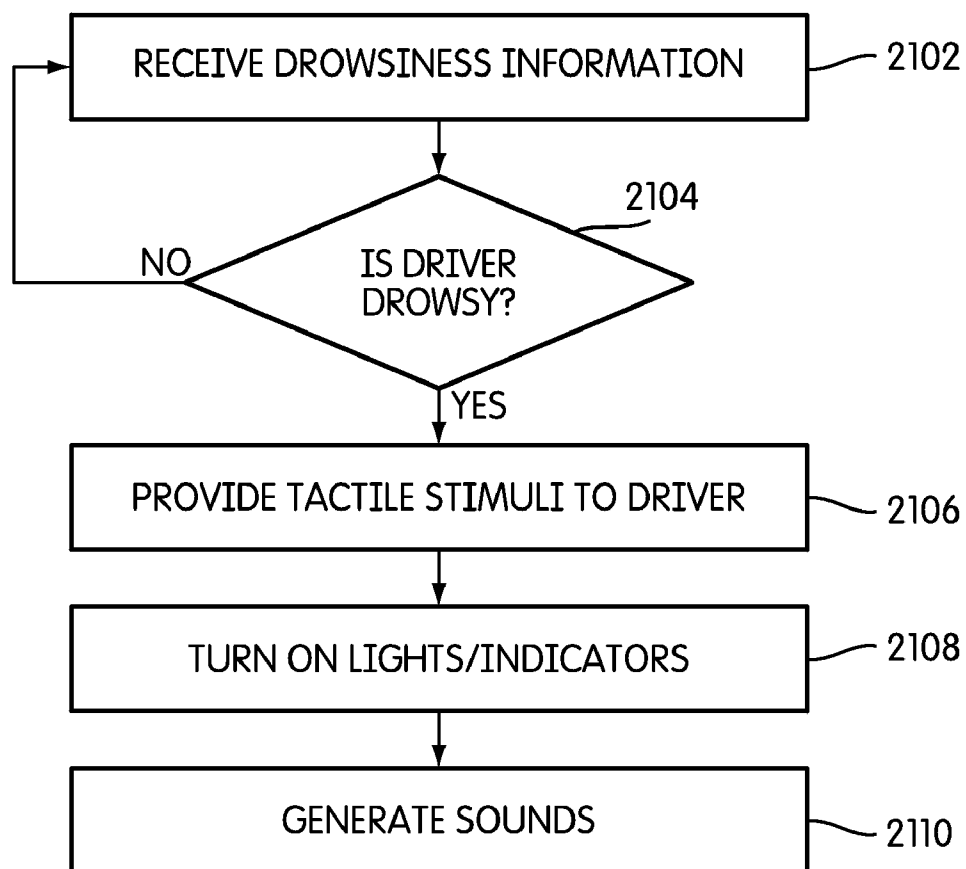 RECEIVE DROWSINESS INFORMATION
2102
2104
IS DRIVER
DROWSY?
NO
YES
PROVIDE TACTILE STIMULI TO DRIVER
2106
TURN ON LIGHTS/INDICATORS
2108
GENERATE SOUNDS
2110